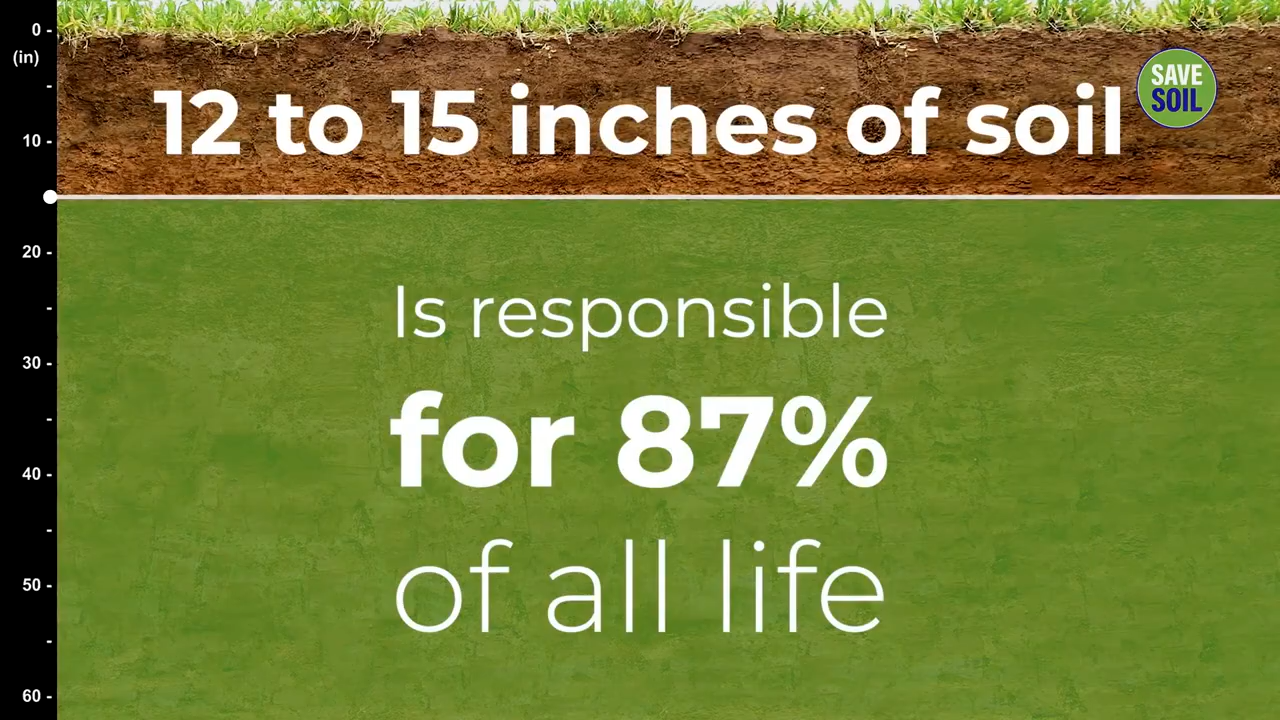 0 -
(in)
-
10 -
20 -
-
30 -
-
40 -
-
50 -
-
60 -
12 to 15 inches of soil
SAVE
SOIL
Is responsible
for 87%
of all life